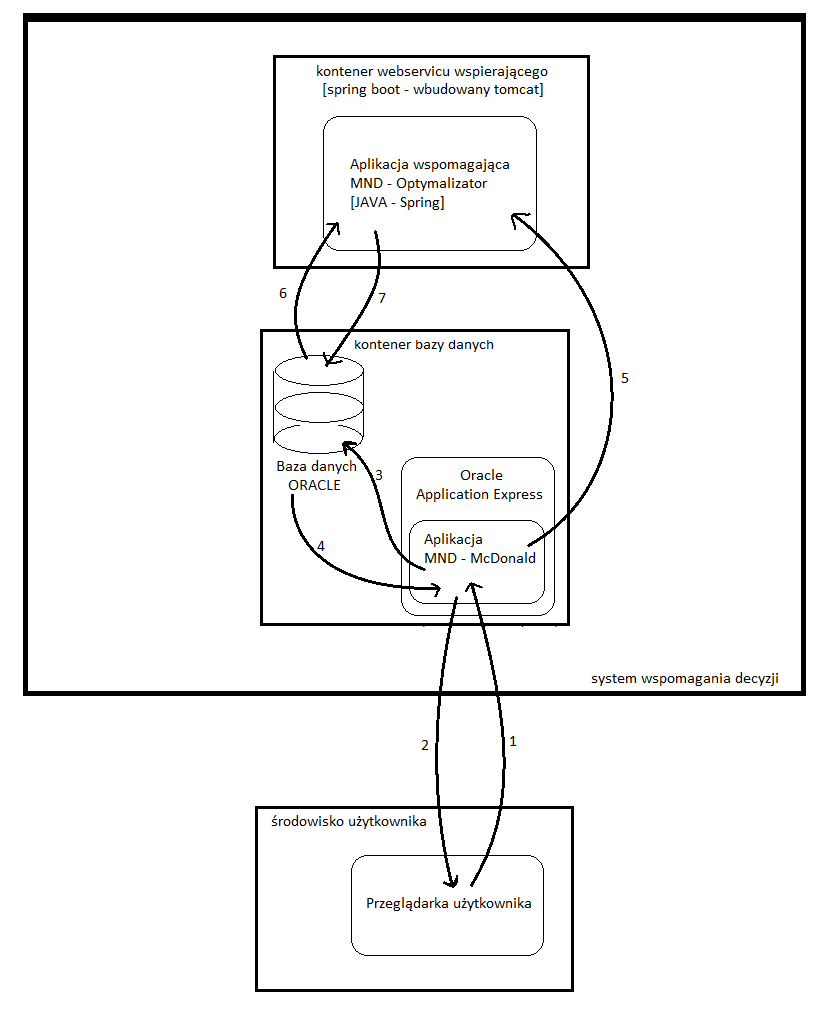 kontener webservicu wspierającego
[spring boot - wbudowany tomcat]
Aplikacja wspomagająca
MND - Optymalizator
[JAVA - Spring]
6
7
kontener bazy danych
5
Baza danych
ORACLE
3
Oracle
Application Express
4
Aplikacja
MND - McDonald
system wspomagania decyzji
2
1
środowisko użytkownika
Przeglądarka użytkownika